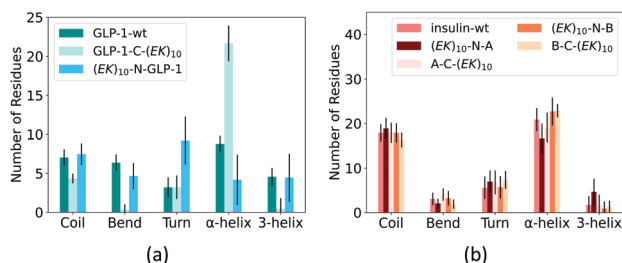 25
20
15
10
5
0
Number of Residues
GLP-1-wt
GLP-1-C-(EK)10
(EK)10-N-GLP-1
Coil Bend Turn α-helix 3-helix
(a)
40
20
0
Number of Residues
insulin-wt
(EK)10-N-A
A-C-(EK)10
(EK)10-N-B
B-C-(EK)10
Coil Bend Turn α-helix 3-helix
(b)